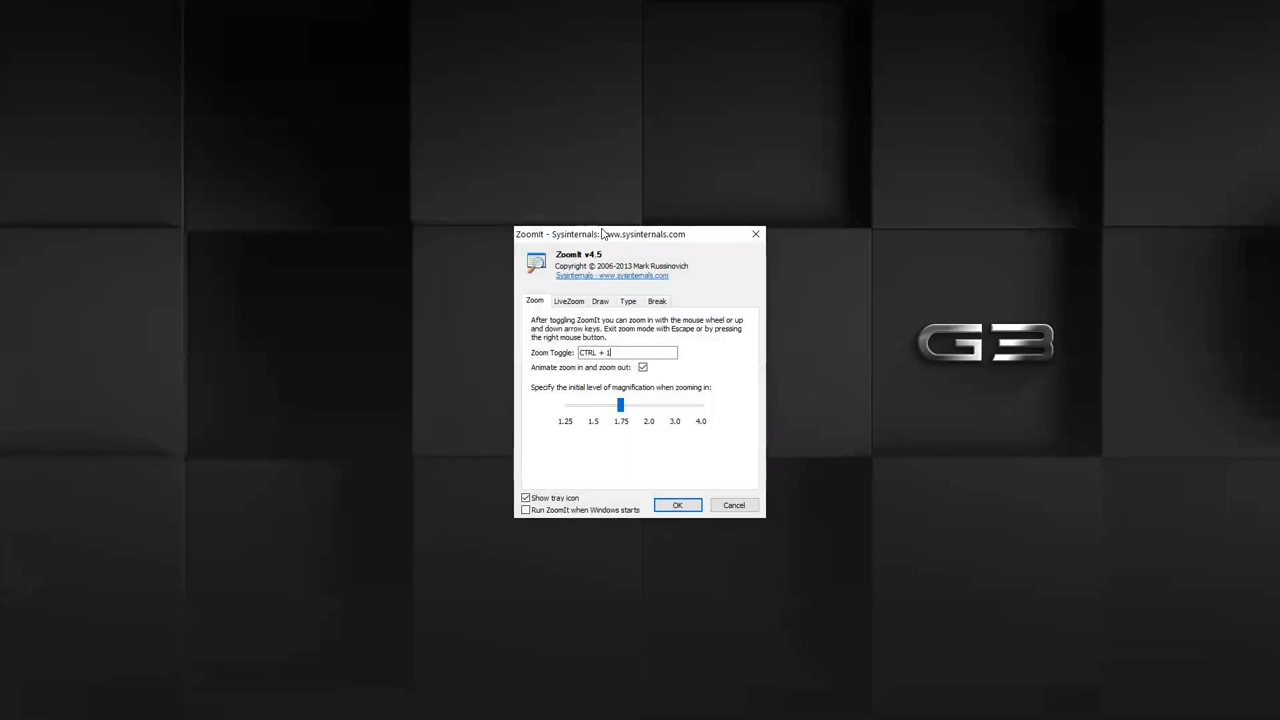 ZoomIt - Sysinternals: www.sysinternals.com
ZoomIt v4.5
Copyright © 2006-2013 Mark Russinovich
Sysinternals - www.sysinternals.com
Zoom LiveZoom Draw Type Break
After toggling ZoomIt you can zoom in with the mouse wheel or up
and down arrow keys. Exit zoom mode with Escape or by pressing
the right mouse button.
Zoom Toggle: CTRL + 1
Animate zoom in and zoom out:
Specify the initial level of magnification when zooming in:
1.25 1.5 1.75 2.0 3.0 4.0
Show tray icon
Run ZoomIt when Windows starts
OK Cancel
G3